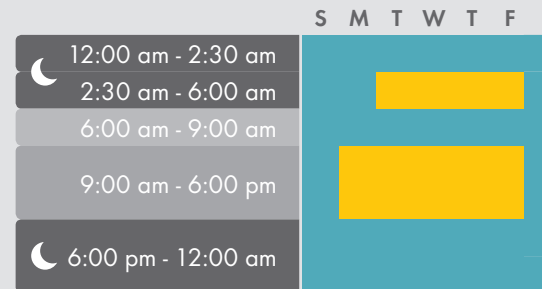 S M T W T F
12:00 am - 2:30 am
2:30 am - 6:00 am
6:00 am - 9:00 am
9:00 am - 6:00 pm
6:00 pm - 12:00 am